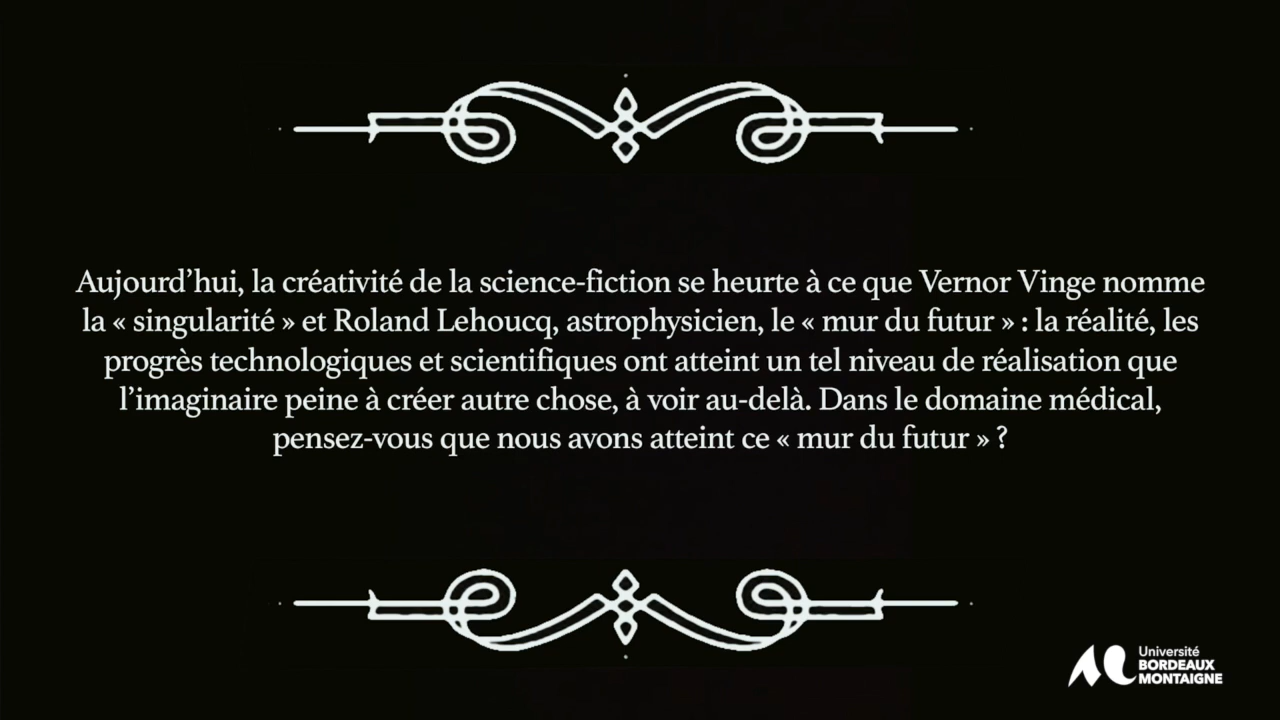 Aujourd’hui, la créativité de la science-fiction se heurte à ce que Vernor Vinge nomme
la « singularité » et Roland Lehoucq, astrophysicien, le « mur du futur » : la réalité, les
progrès technologiques et scientifiques ont atteint un tel niveau de réalisation que
l’imaginaire peine à créer autre chose, à voir au-delà. Dans le domaine médical,
pensez-vous que nous avons atteint ce « mur du futur » ?
Université
BORDEAUX
MONTAIGNE